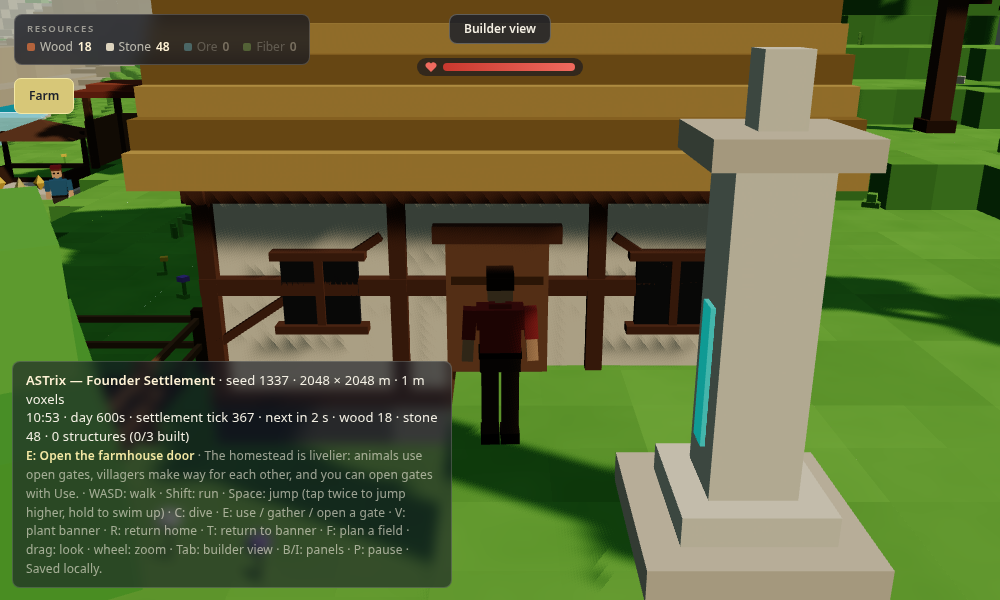 RESOURCES
Wood 18 Stone 48 Ore 0 Fiber 0
Builder view
Farm
ASTrix — Founder Settlement · seed 1337 · 2048 × 2048 m · 1 m
voxels
10:53 · day 600s · settlement tick 367 · next in 2 s · wood 18 · stone
48 · 0 structures (0/3 built)
E: Open the farmhouse door · The homestead is livelier: animals use
open gates, villagers make way for each other, and you can open gates
with Use. · WASD: walk · Shift: run · Space: jump (tap twice to jump
higher, hold to swim up) · C: dive · E: use / gather / open a gate · V:
plant banner · R: return home · T: return to banner · F: plan a field ·
drag: look · wheel: zoom · Tab: builder view · B/I: panels · P: pause ·
Saved locally.